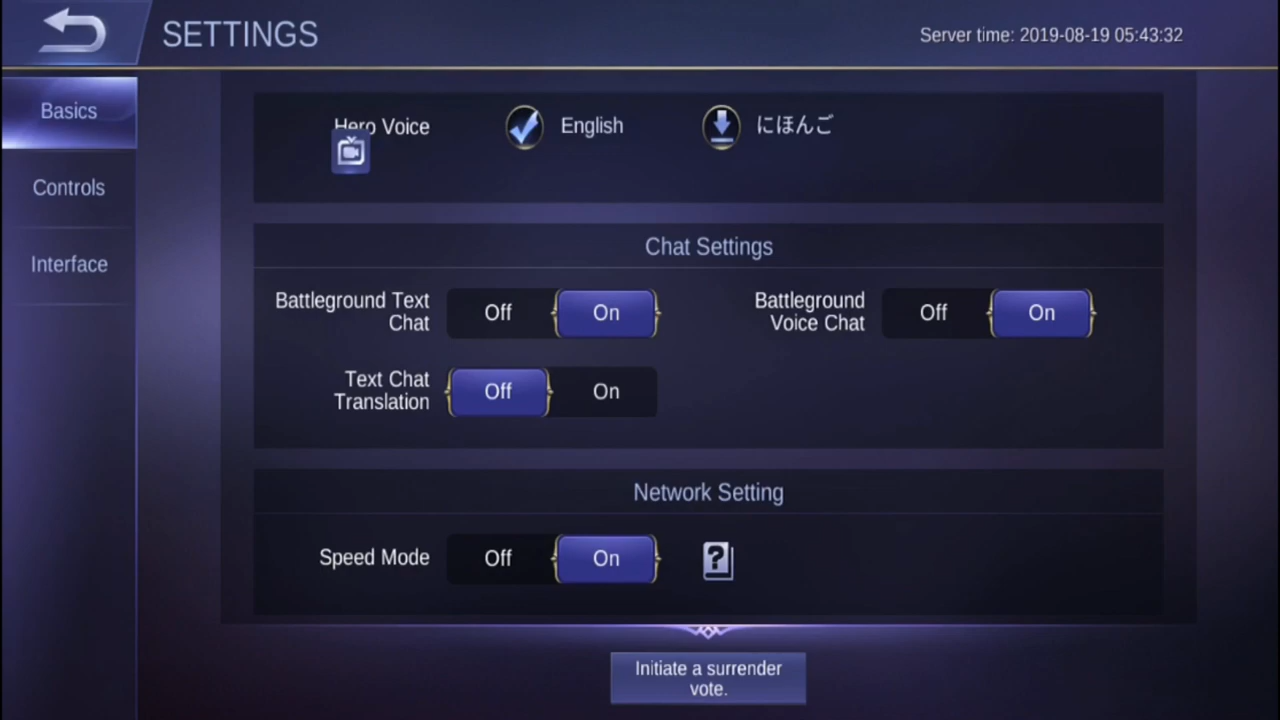 SETTINGS
Server time: 2019-08-19 05:43:32
Basics
Controls
Interface
Hero Voice
English
にほんご
Chat Settings
Battleground Text
Chat
Off
On
Battleground
Voice Chat
Off
On
Text Chat
Translation
Off
On
Network Setting
Speed Mode
Off
On
?
Initiate a surrender
vote.